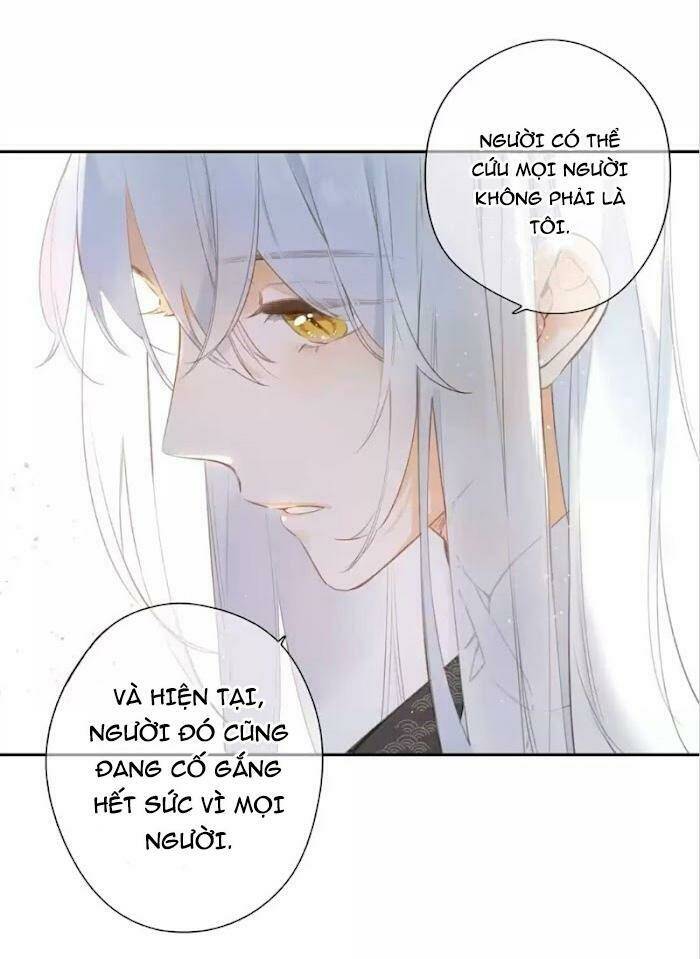 NGƯỜI CÓ THỂ
CỨU MỌI NGƯỜI
KHÔNG PHẢI LÀ
TÔI.
VÀ HIỆN TẠI,
NGƯỜI ĐÓ CŨNG
ĐANG CỐ GẮNG
HẾT SỨC VÌ MỌI
NGƯỜI.